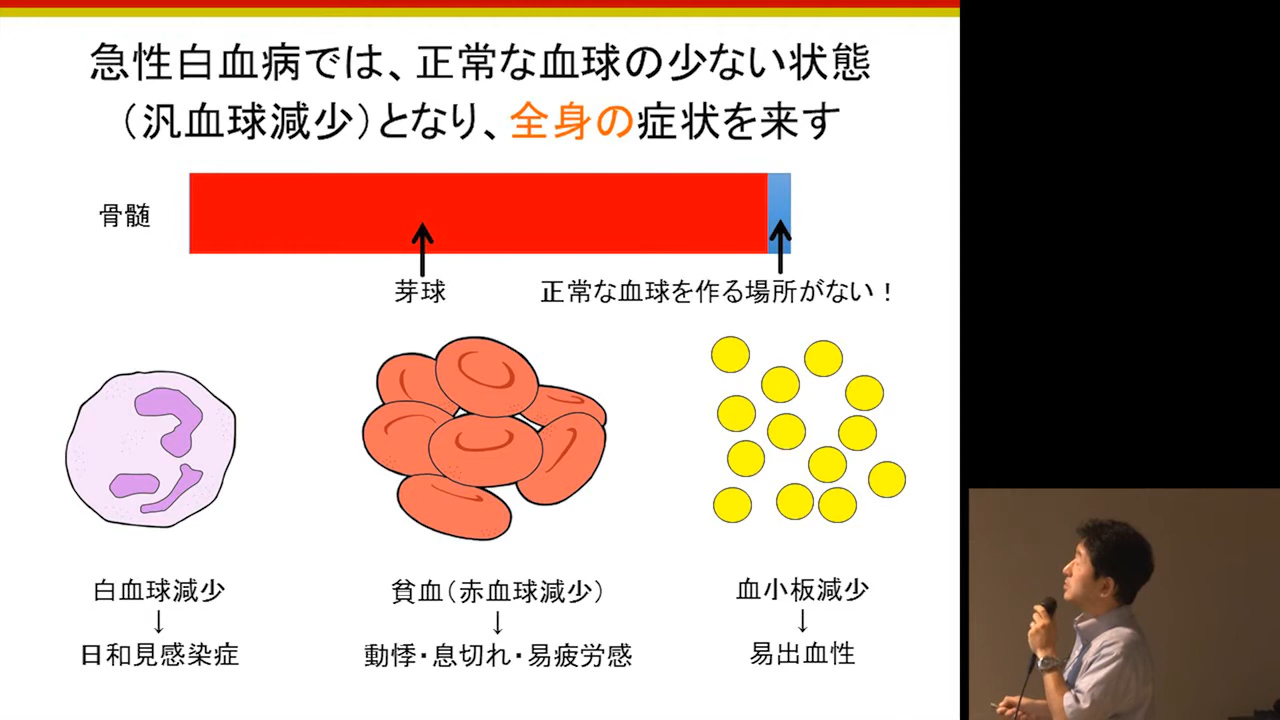 急性白血病では、正常な血球の少ない状態
（汎血球減少）となり、全身の症状を来す
骨髄
芽球
正常な血球を作る場所がない！
白血球減少
↓
日和見感染症
貧血（赤血球減少）
↓
動悸・息切れ・易疲労感
血小板減少
↓
易出血性